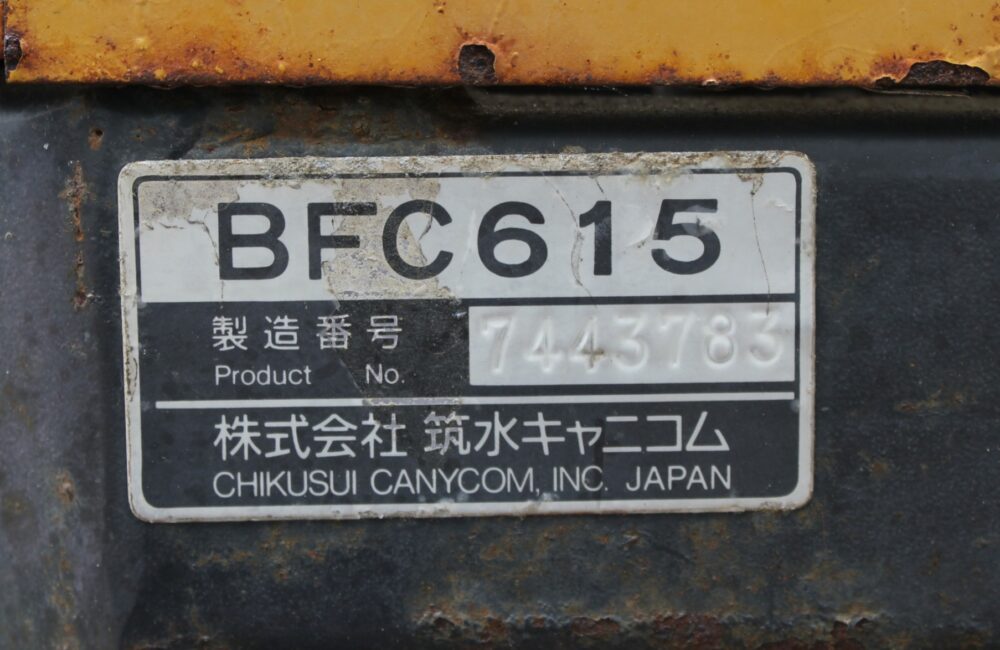 BFC615
製造番号
Product No. 7443783
株式会社 筑水キャニコム
CHIKUSUI CANYCOM, INC. JAPAN